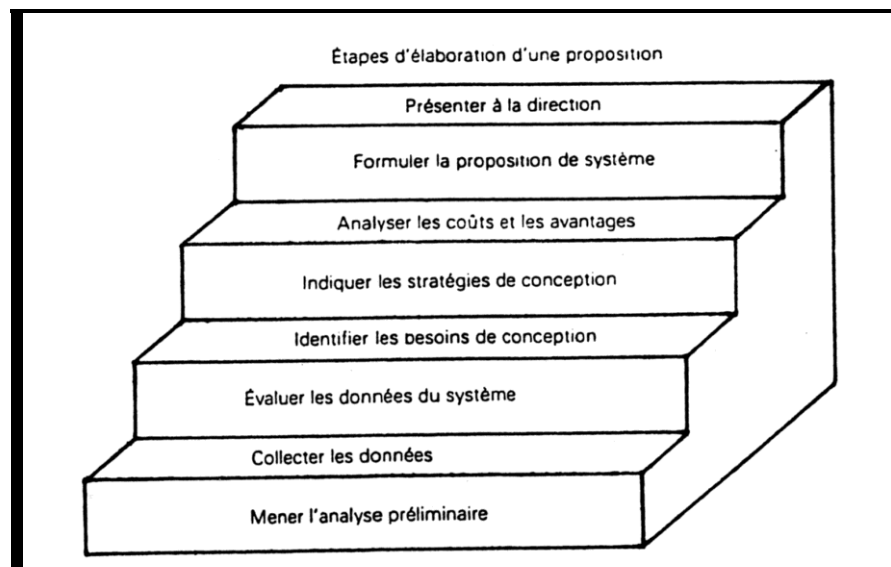 Étapes d'élaboration d'une proposition
Présenter à la direction
Formuler la proposition de système
Analyser les coûts et les avantages
Indiquer les stratégies de conception
Identifier les besoins de conception
Évaluer les données du système
Collecter les données
Mener l'analyse préliminaire